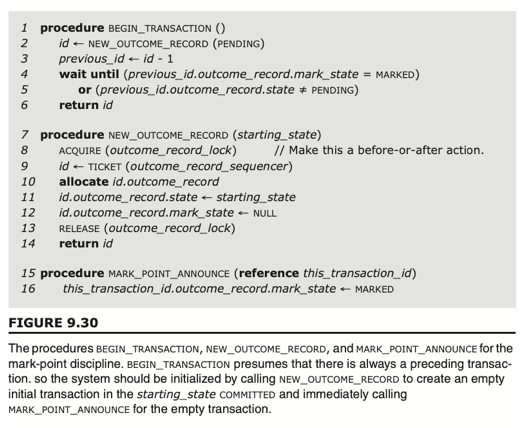 1 procedure BEGIN_TRANSACTION ()
2 id ← NEW_OUTCOME_RECORD (PENDING)
3 previous_id ← id - 1
4 wait until (previous_id.outcome_record.mark_state = MARKED)
5 or (previous_id.outcome_record.state ≠ PENDING)
6 return id
7 procedure NEW_OUTCOME_RECORD (starting_state)
8 ACQUIRE (outcome_record_lock) // Make this a before-or-after action.
9 id ← TICKET (outcome_record_sequencer)
10 allocate id.outcome_record
11 id.outcome_record.state ← starting_state
12 id.outcome_record.mark_state ← NULL
13 RELEASE (outcome_record_lock)
14 return id
15 procedure MARK_POINT_ANNOUNCE (reference this_transaction_id)
16 this_transaction_id.outcome_record.mark_state ← MARKED
FIGURE 9.30
The procedures BEGIN_TRANSACTION, NEW_OUTCOME_RECORD, and MARK_POINT_ANNOUNCE for the
mark-point discipline. BEGIN_TRANSACTION presumes that there is always a preceding transac-
tion. so the system should be initialized by calling NEW_OUTCOME_RECORD to create an empty
initial transaction in the starting_state COMMITTED and immediately calling
MARK_POINT_ANNOUNCE for the empty transaction.